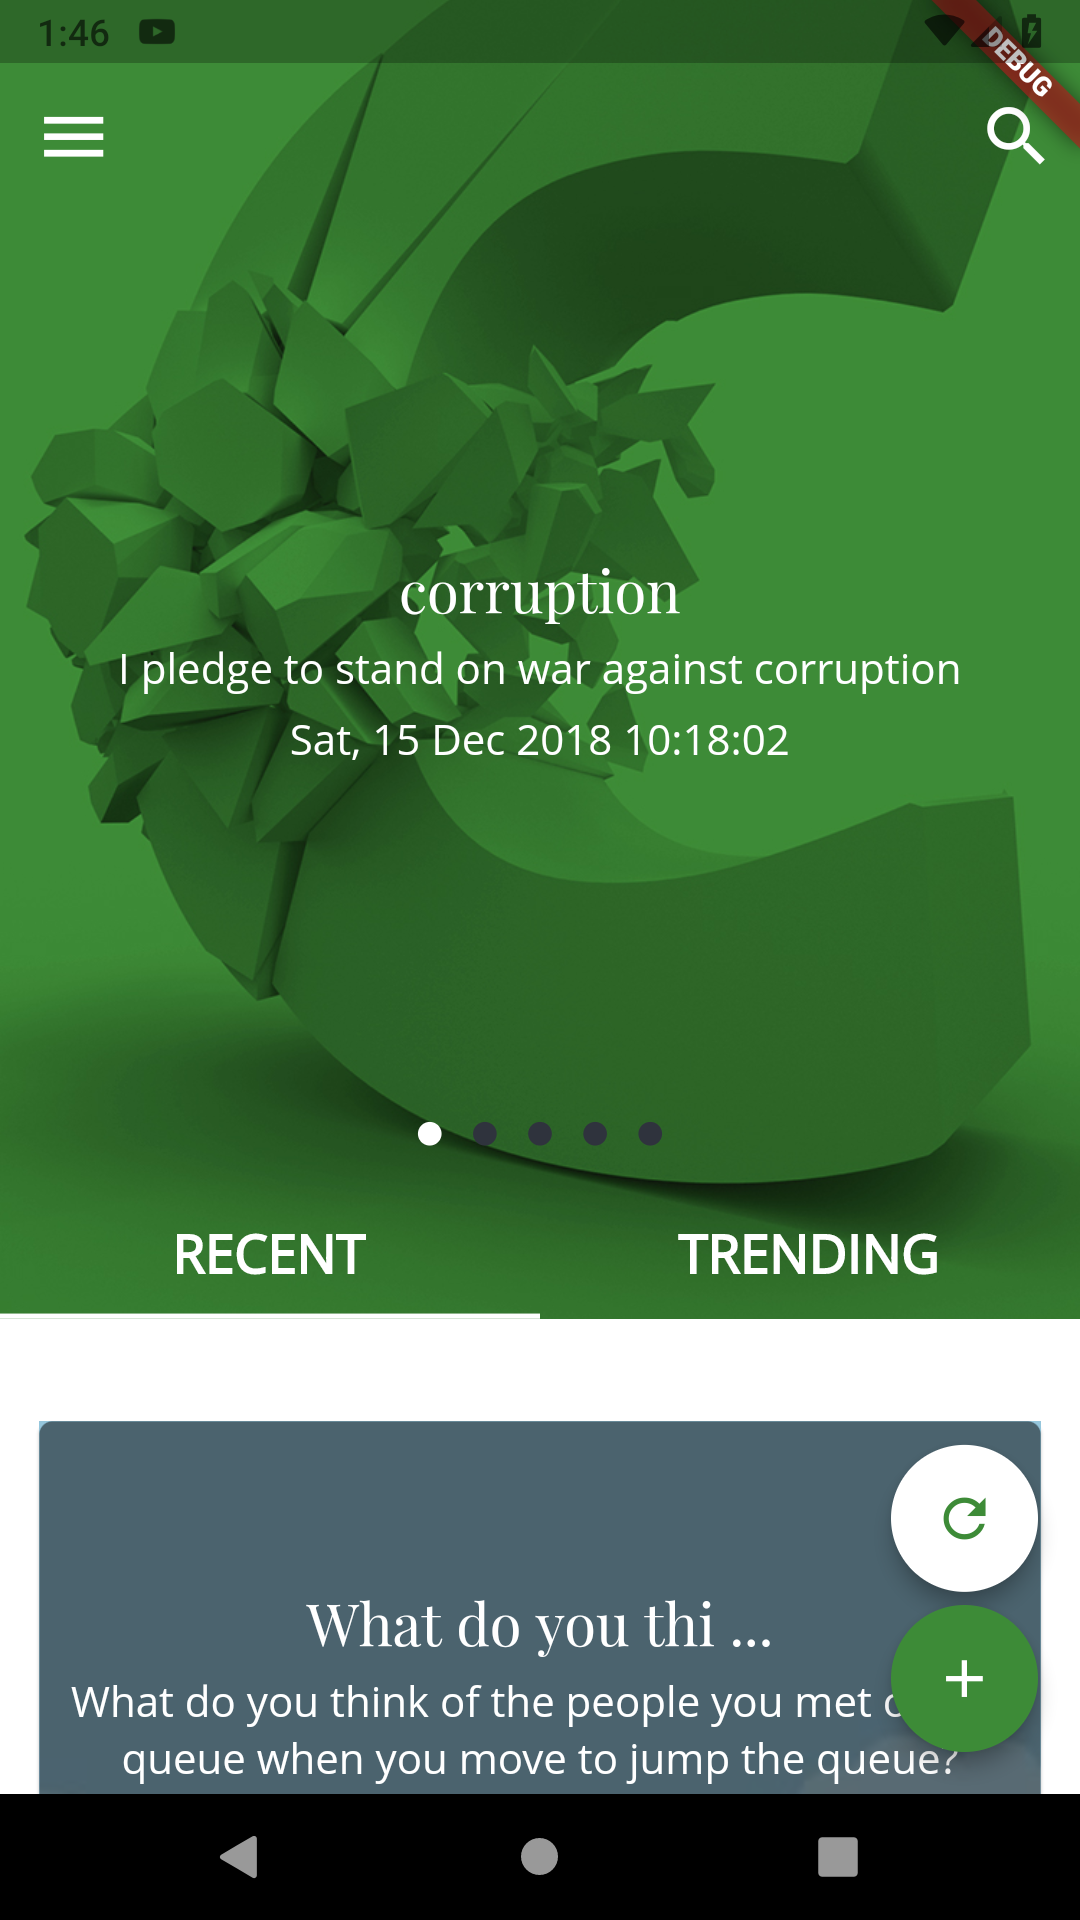 1:46
DEBUG
corruption
I pledge to stand on war against corruption
Sat, 15 Dec 2018 10:18:02
RECENT
TRENDING
What do you thi ...
What do you think of the people you met
queue when you move to jump the queue?